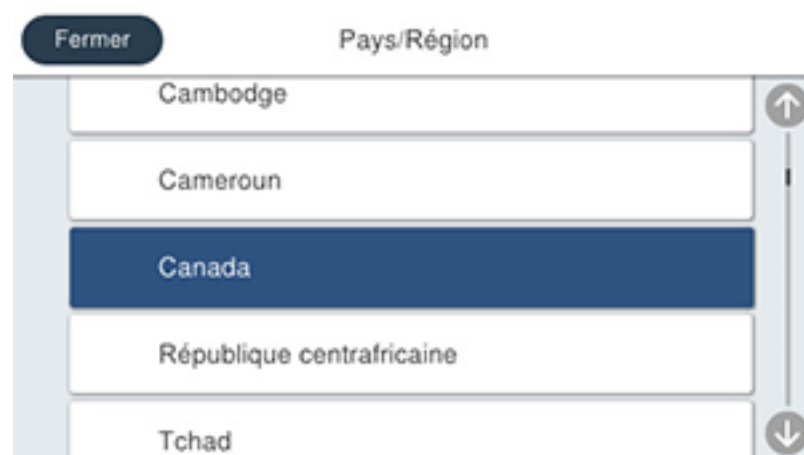 Fermer
Pays/Région
Cambodge
Cameroun
Canada
République centrafricaine
Tchad